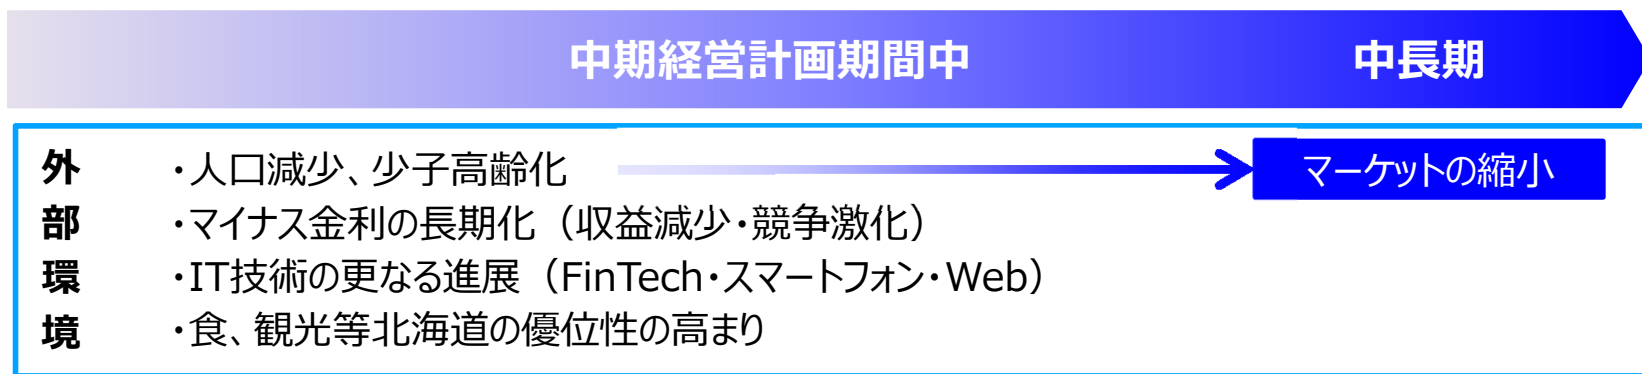 中期経営計画期間中 中長期
外部環境
・人口減少、少子高齢化 マーケットの縮小
・マイナス金利の長期化（収益減少・競争激化）
・IT技術の更なる進展（FinTech・スマートフォン・Web）
・食、観光等北海道の優位性の高まり